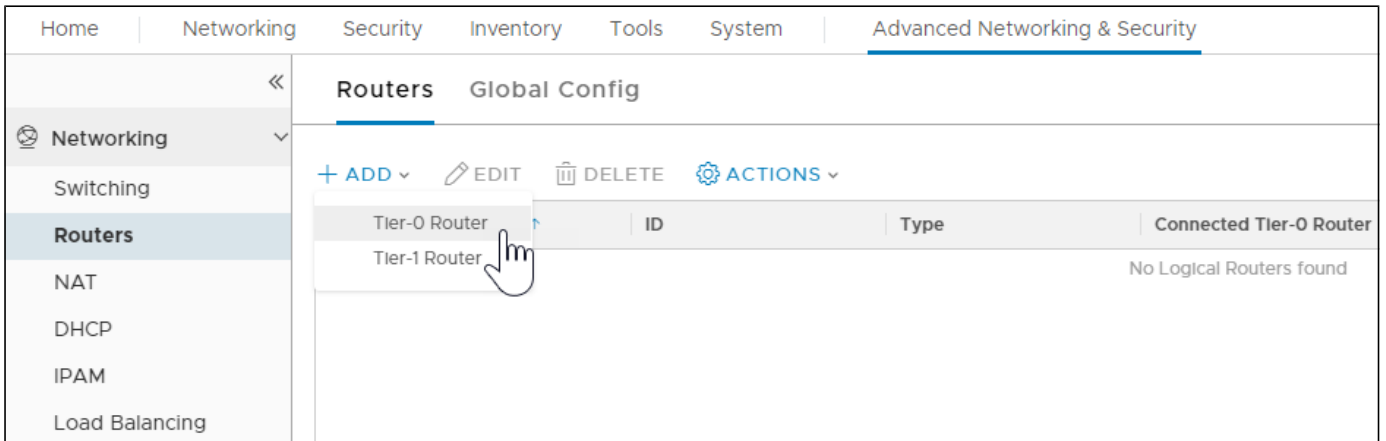 Home Networking Security Inventory Tools System Advanced Networking & Security
Routers Global Config
Networking
Switching
Routers
NAT
DHCP
IPAM
Load Balancing
+ ADD EDIT DELETE ACTIONS
Tier-0 Router
Tier-1 Router
ID Type Connected Tier-0 Router
No Logical Routers found